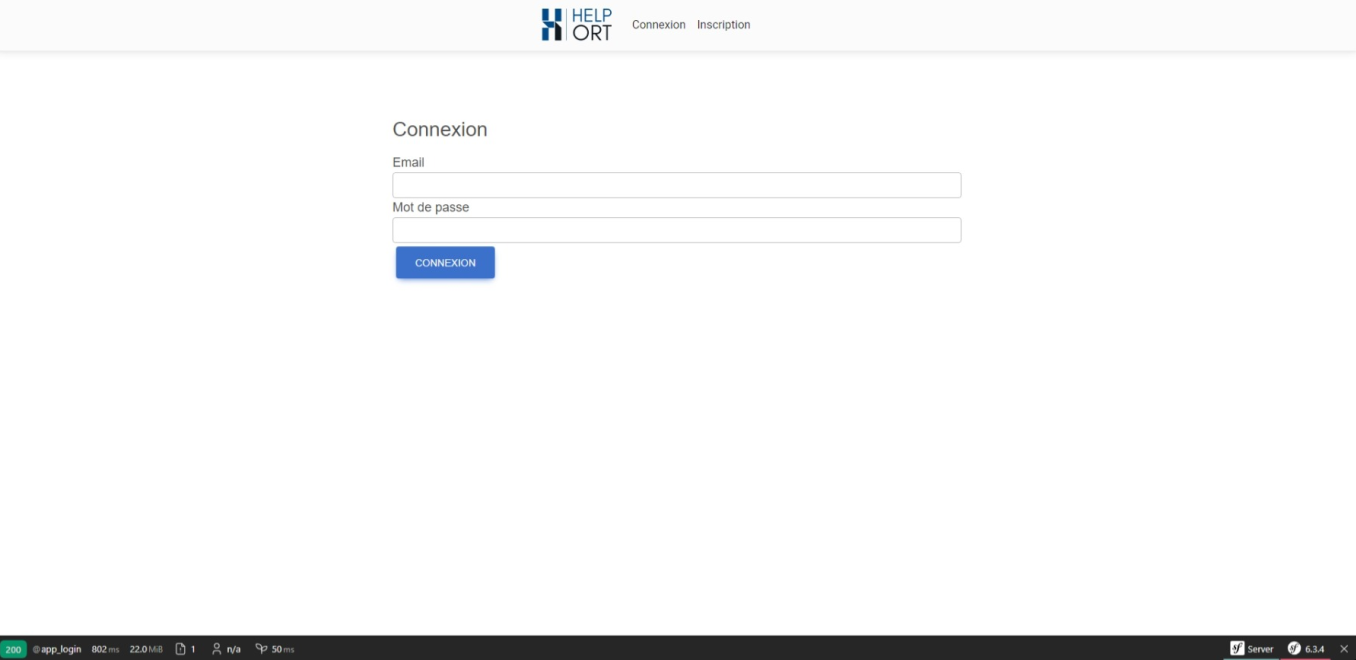 HELP
ORT
Connexion Inscription
Connexion
Email
Mot de passe
CONNEXION
200 @ app_login 802 ms 22.0 MiB 1 n/a 50 ms Server 6.3.4